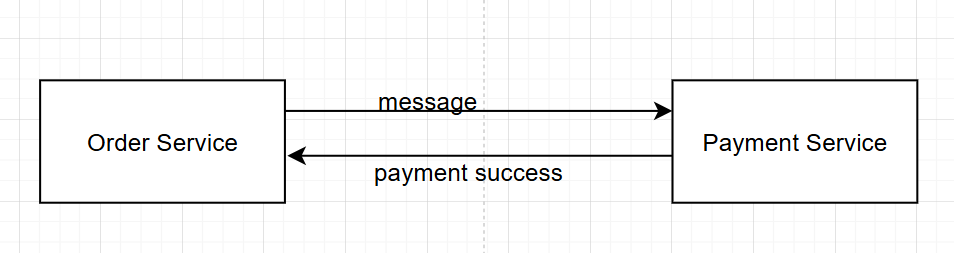 message
Order Service
Payment Service
payment success